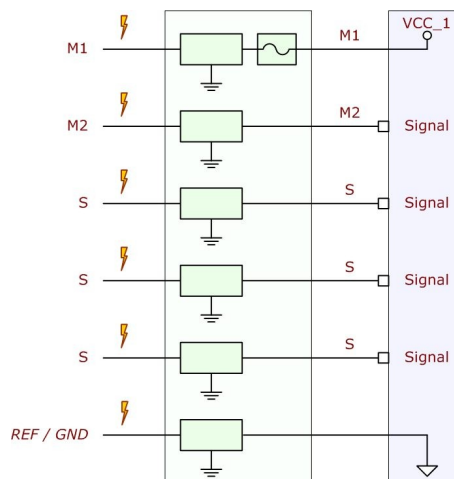 VCC_1
M1 M1
M2 M2 Signal
S S Signal
S S Signal
S S Signal
REF / GND